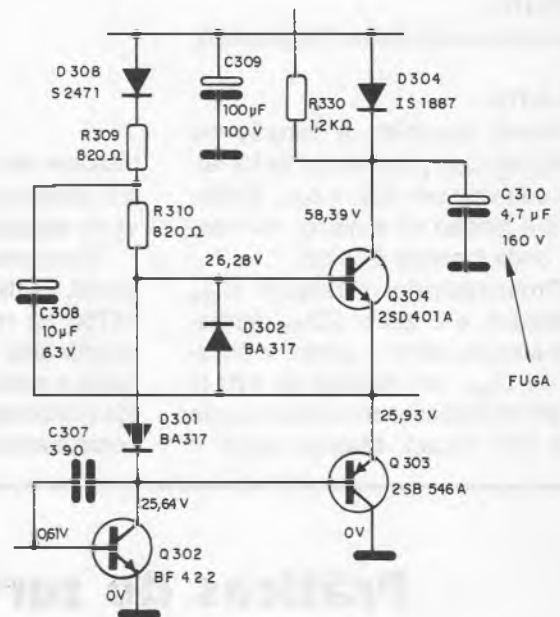 D308
S2471
C309
100µF
100V
R330
1,2KΩ
D304
IS1887
R309
820Ω
R310
820Ω
58,39V
C310
4,7 µF
160 V
26,28V
Q304
2SD401A
C308
10µF
63V
D302
BA317
FUGA
25,93V
C307
390
D301
BA317
Q303
2SB 546A
25,64V
0V
0,61V
Q302
BF 422
0V